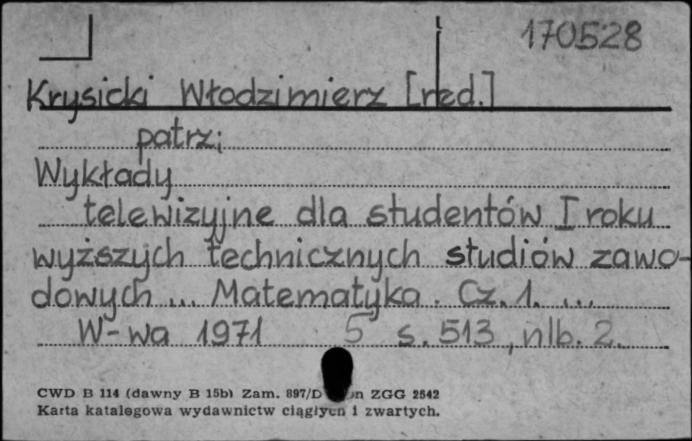 170528
Krysicki Włodzimierz [red.]
patrz:
Wykłady
telewizyjne dla studentów I roku
wyższych technicznych studiów zawo-
dowych ... Matematyka. Cz. 1. ...
W-wa 1971 5 s. 513, nlb. 2.
CWD B 114 (dawny B 15b) Zam. 897/D ZGG 2542
Karta katalogowa wydawnictw ciągłych i zwartych.